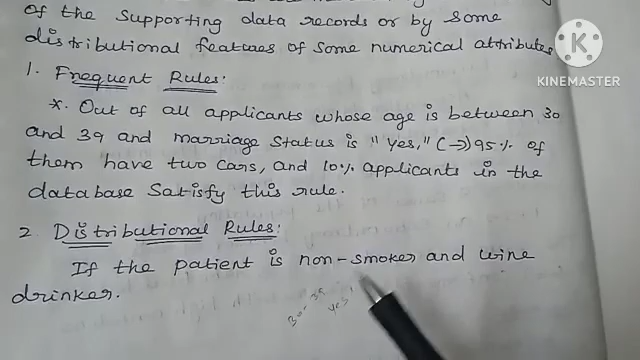 of the supporting data records or by some
distributional features of some numerical attributes
1. Frequent Rules:
*. Out of all applicants whose age is between 30
and 39 and marriage status is "yes," (→) 95% of
them have two cars, and 10% applicants in the
database satisfy this rule.
2. Distributional Rules:
If the patient is non-smoker and wine
drinker.
30-39
yes'
KINEMASTER